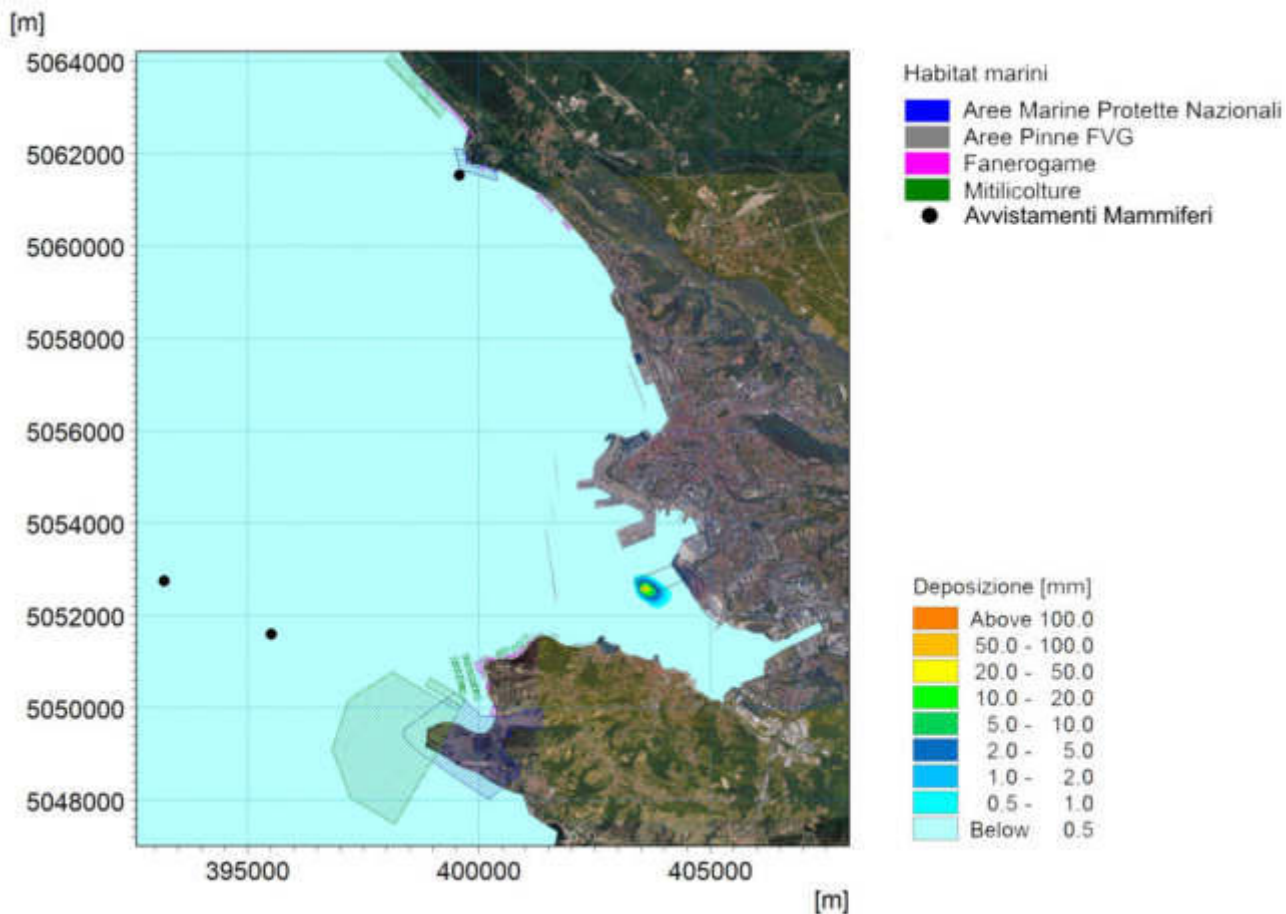 [m]
5064000
5062000
5060000
5058000
5056000
5054000
5052000
5050000
5048000
395000
400000
405000
[m]
Habitat marini
Aree Marine Protette Nazionali
Aree Pinne FVG
Fanerogame
Mitilicolture
Avvistamenti Mammiferi
Deposizione [mm]
Above 100.0
50.0 - 100.0
20.0 - 50.0
10.0 - 20.0
5.0 - 10.0
2.0 - 5.0
1.0 - 2.0
0.5 - 1.0
Below 0.5